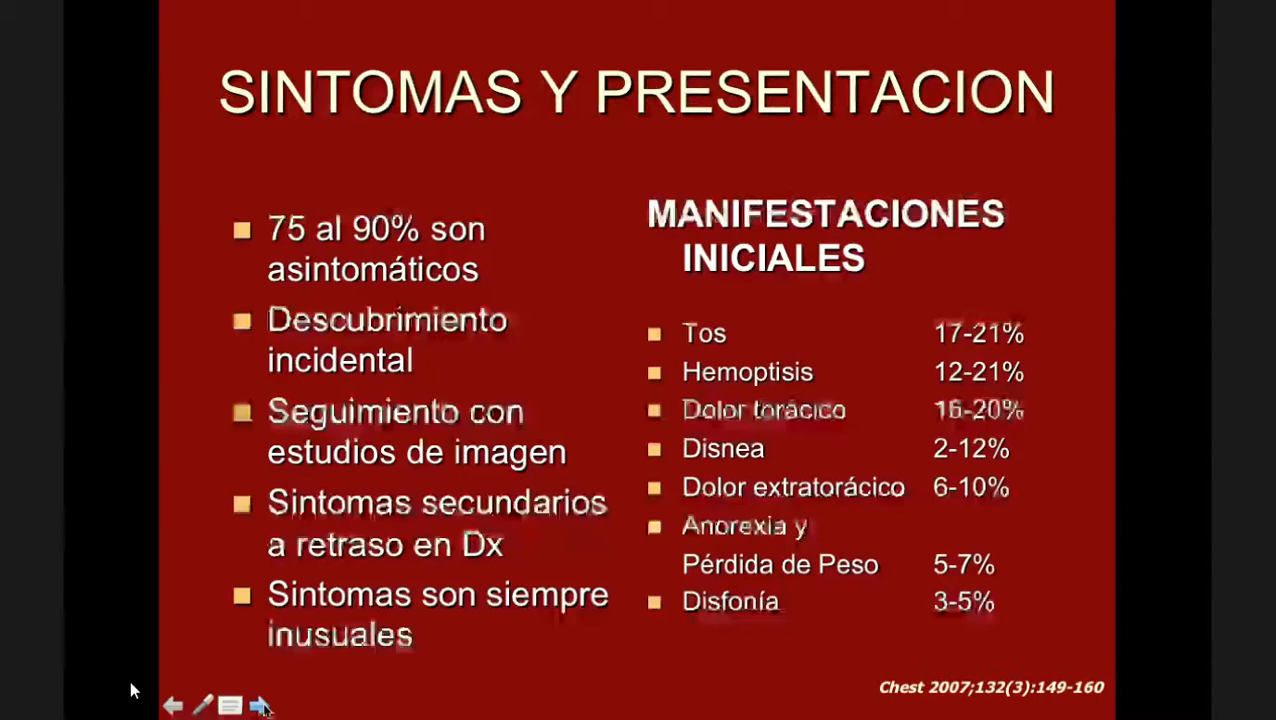 SINTOMAS Y PRESENTACION
75 al 90% son
asintomáticos
Descubrimiento
incidental
Seguimiento con
estudios de imagen
Sintomas secundarios
a retraso en Dx
Sintomas son siempre
inusuales
MANIFESTACIONES
INICIALES
Tos 17-21%
Hemoptisis 12-21%
Dolor torácico 16-20%
Disnea 2-12%
Dolor extratorácico 6-10%
Anorexia y
Pérdida de Peso 5-7%
Disfonía 3-5%
Chest 2007;132(3):149-160